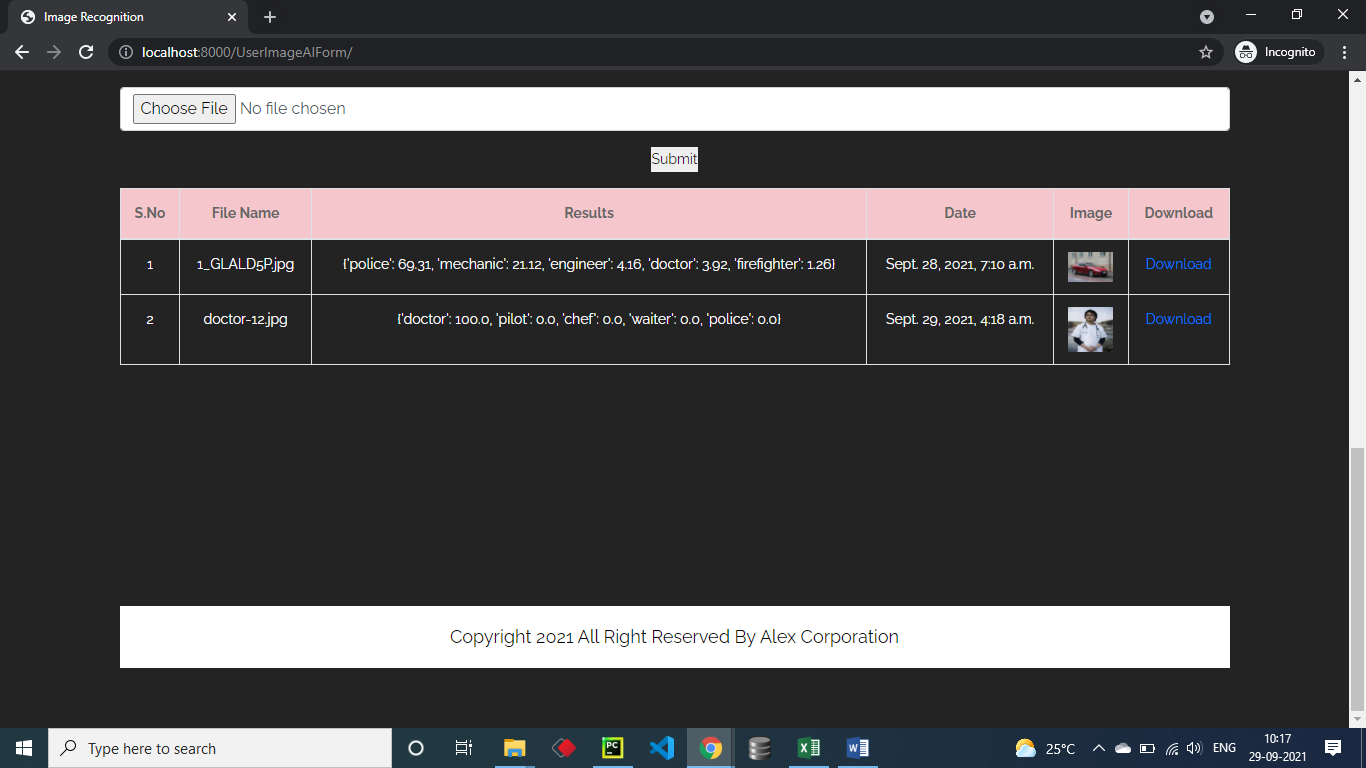 Image Recognition
localhost:8000/UserImageAIForm/
Incognito
Choose File No file chosen
Submit
S.No File Name Results Date Image Download
1 1_GLALD5P.jpg {'police': 69.31, 'mechanic': 21.12, 'engineer': 4.16, 'doctor': 3.92, 'firefighter': 1.26} Sept. 28, 2021, 7:10 a.m. Download
2 doctor-12.jpg {'doctor': 100.0, 'pilot': 0.0, 'chef': 0.0, 'waiter': 0.0, 'police': 0.0} Sept. 29, 2021, 4:18 a.m. Download
Copyright 2021 All Right Reserved By Alex Corporation
Type here to search
PC
25°C
ENG
10:17
29-09-2021